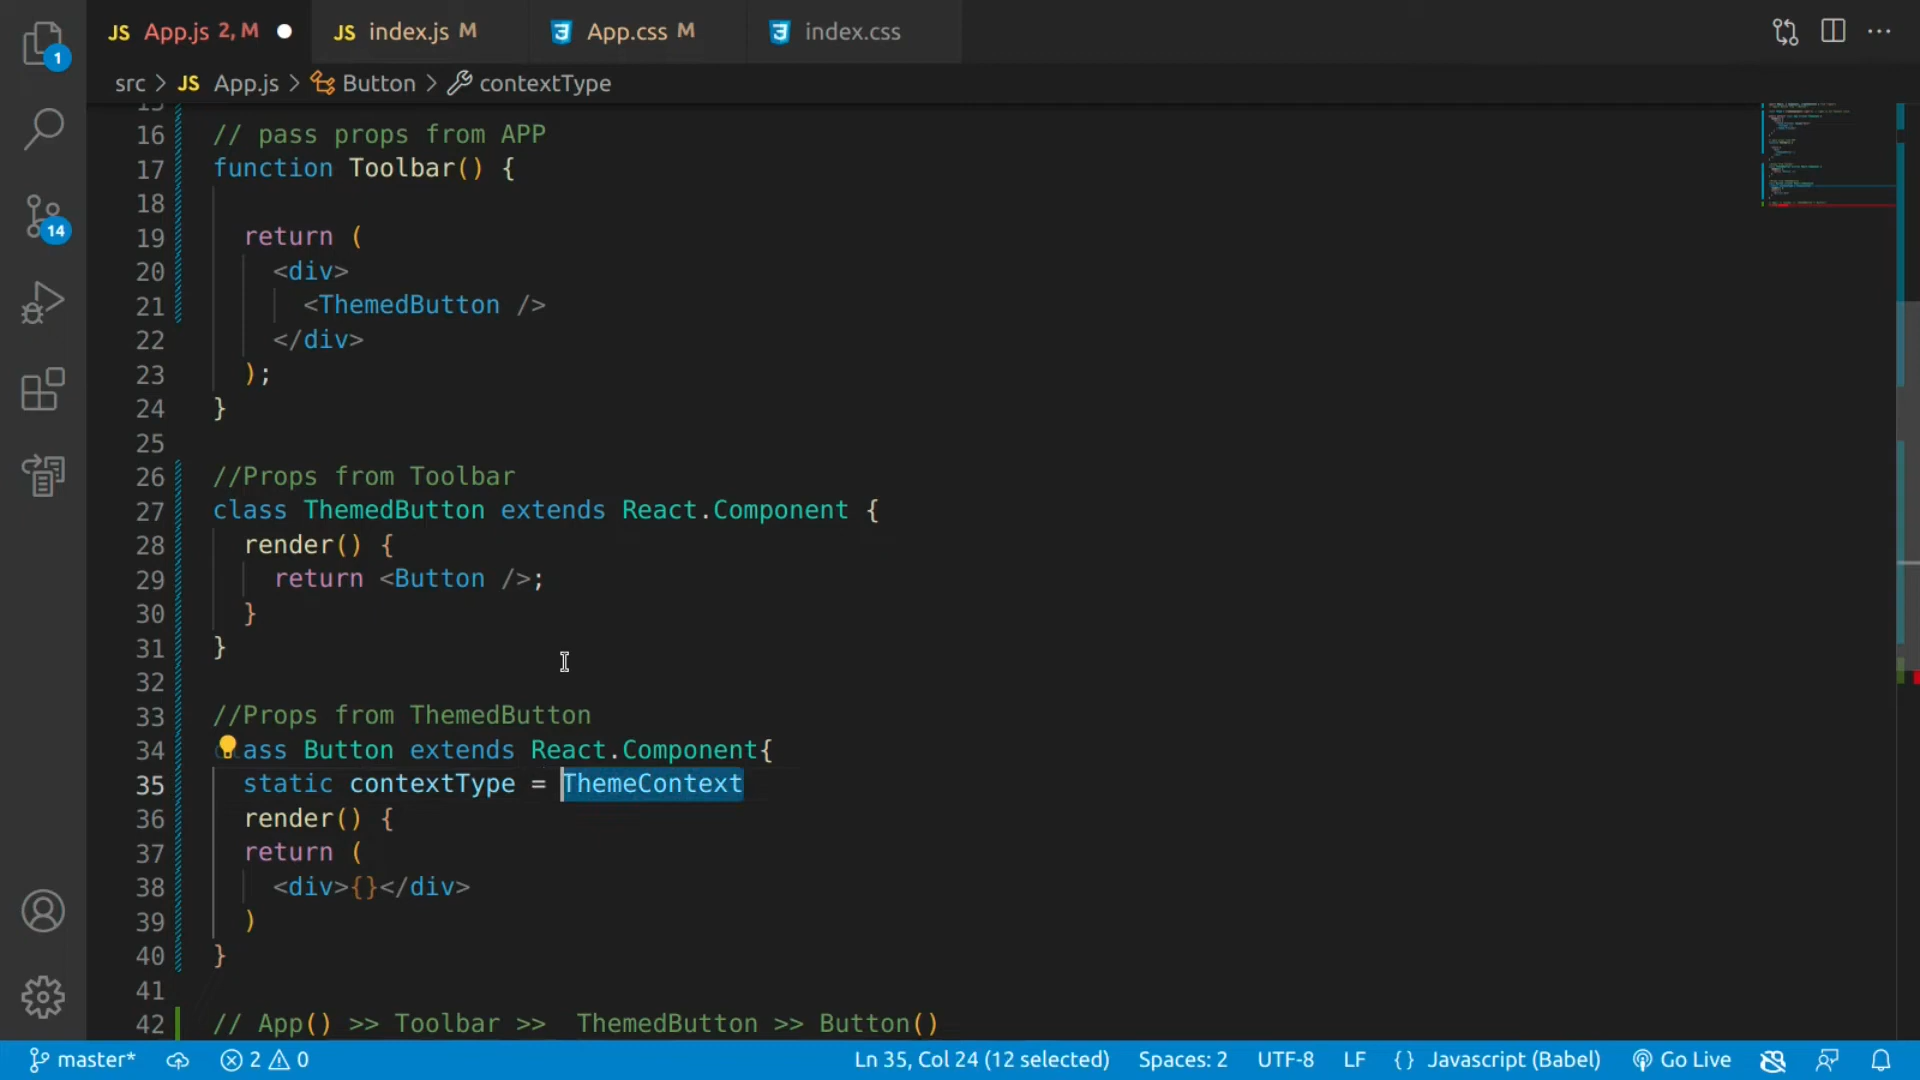 JS App.js 2, M
JS index.js M
App.css M
index.css
src > JS App.js > Button > contextType
1
14
15
16 // pass props from APP
17 function Toolbar() {
18
19 return (
20 <div>
21 <ThemedButton />
22 </div>
23 );
24 }
25
26 //Props from Toolbar
27 class ThemedButton extends React.Component {
28 render() {
29 return <Button />;
30 }
31 }
32
33 //Props from ThemedButton
34 class Button extends React.Component{
35 static contextType = ThemeContext
36 render() {
37 return (
38 <div>{}</div>
39 )
40 }
41
42 // App() >> Toolbar >>  ThemedButton >> Button()
master* 2 0 Ln 35, Col 24 (12 selected) Spaces: 2 UTF-8 LF { } Javascript (Babel) Go Live